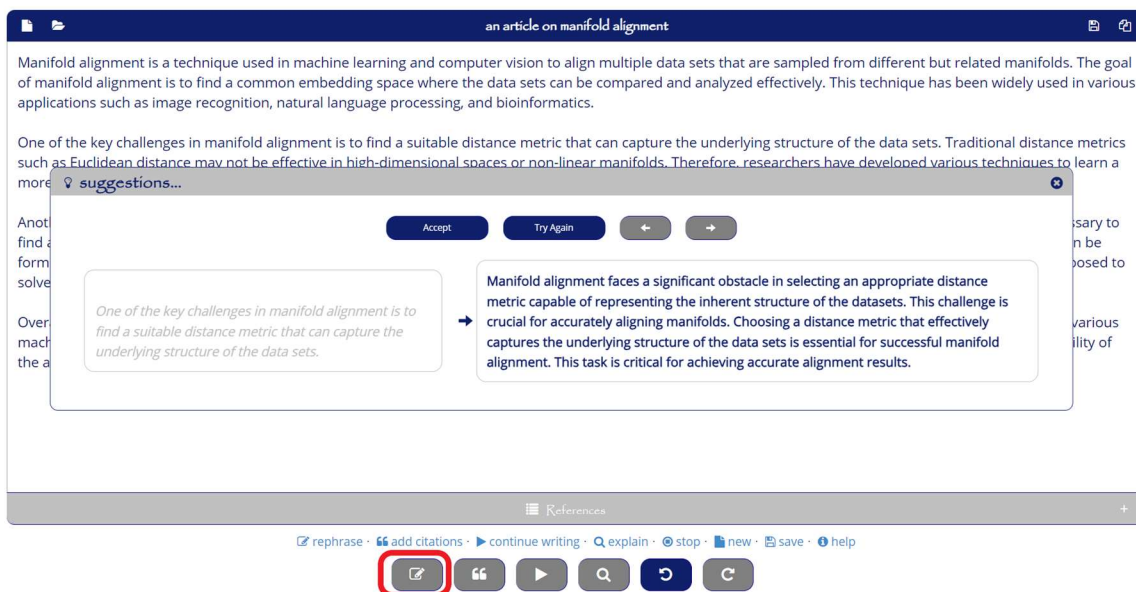 an article on manifold alignment
Manifold alignment is a technique used in machine learning and computer vision to align multiple data sets that are sampled from different but related manifolds. The goal
of manifold alignment is to find a common embedding space where the data sets can be compared and analyzed effectively. This technique has been widely used in various
applications such as image recognition, natural language processing, and bioinformatics.
One of the key challenges in manifold alignment is to find a suitable distance metric that can capture the underlying structure of the data sets. Traditional distance metrics
such as Euclidean distance may not be effective in high-dimensional spaces or non-linear manifolds. Therefore, researchers have developed various techniques to learn a
more
suggestions...
Accept
Try Again
One of the key challenges in manifold alignment is to
find a suitable distance metric that can capture the
underlying structure of the data sets.
Manifold alignment faces a significant obstacle in selecting an appropriate distance
metric capable of representing the inherent structure of the datasets. This challenge is
crucial for accurately aligning manifolds. Choosing a distance metric that effectively
captures the underlying structure of the data sets is essential for successful manifold
alignment. This task is critical for achieving accurate alignment results.
find
n be
form
solve
various
mach
the a
References +
rephrase · add citations · continue writing · explain · stop · new · save · help